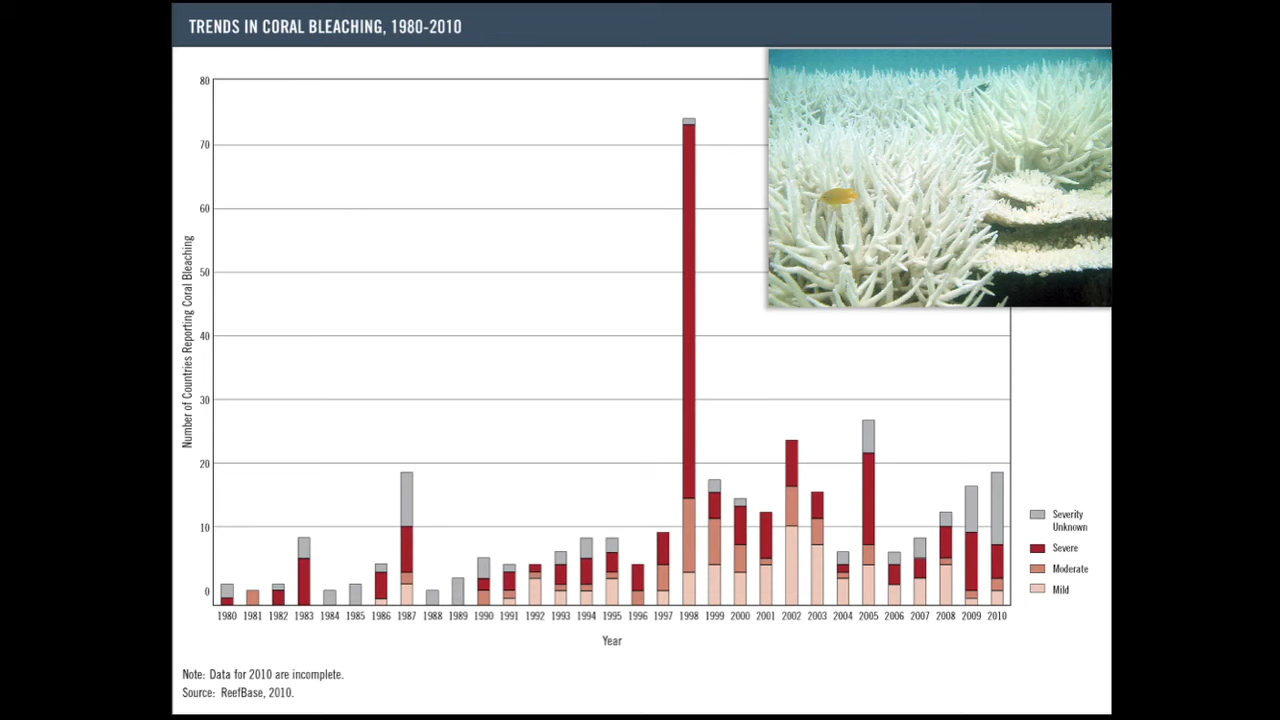 TRENDS IN CORAL BLEACHING, 1980-2010
80
70
60
50
40
30
20
10
0
Number of Countries Reporting Coral Bleaching
1980 1981 1982 1983 1984 1985 1986 1987 1988 1989 1990 1991 1992 1993 1994 1995 1996 1997 1998 1999 2000 2001 2002 2003 2004 2005 2006 2007 2008 2009 2010
Year
Severity
Unknown
Severe
Moderate
Mild
Note: Data for 2010 are incomplete.
Source: ReefBase, 2010.